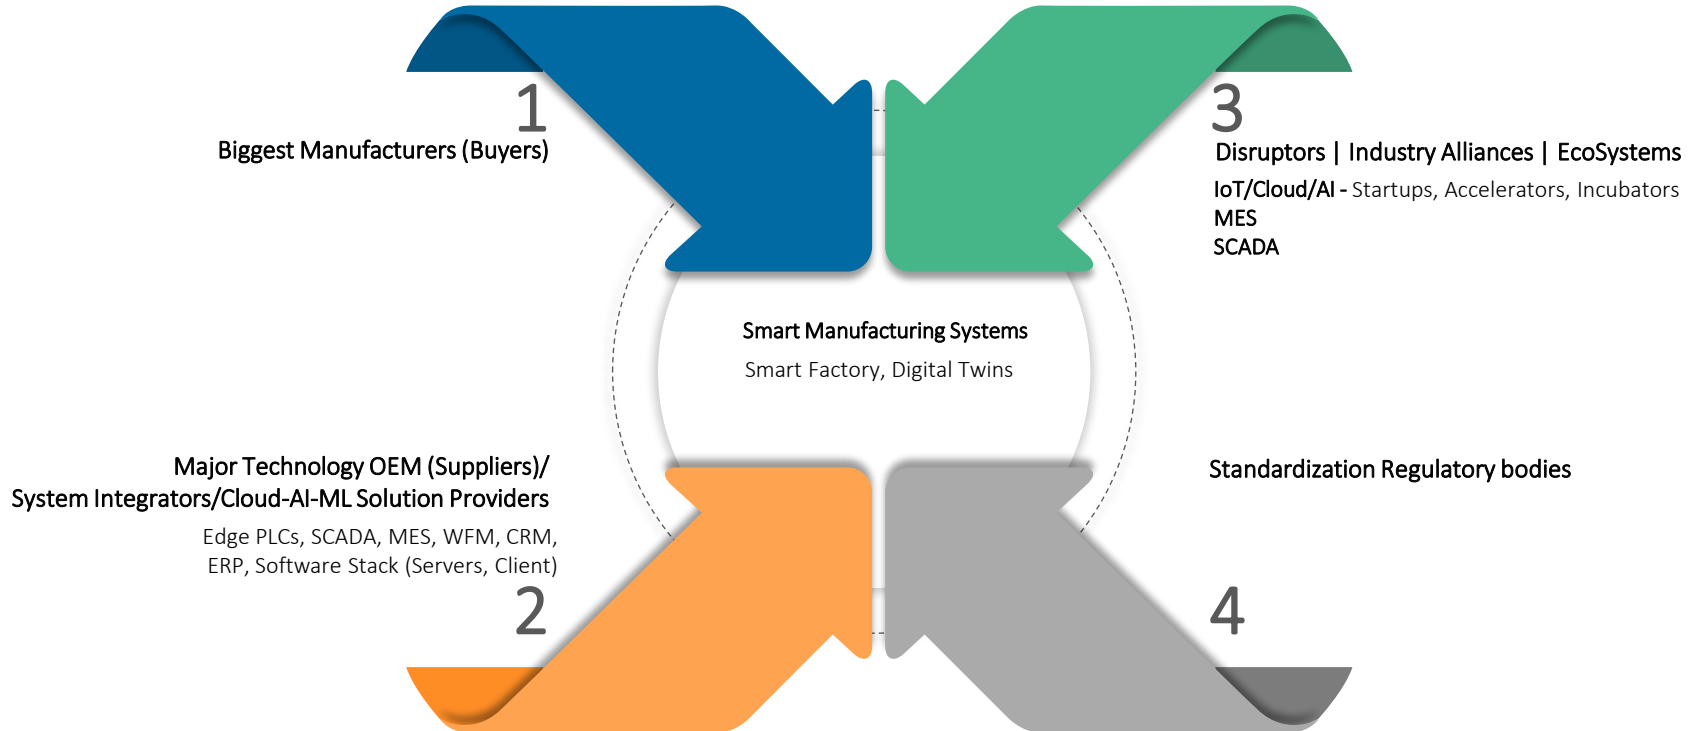 1
Biggest Manufacturers (Buyers)
3
Disruptors | Industry Alliances | EcoSystems
IoT/Cloud/AI - Startups, Accelerators, Incubators
MES
SCADA
Smart Manufacturing Systems
Smart Factory, Digital Twins
Major Technology OEM (Suppliers)/
System Integrators/Cloud-AI-ML Solution Providers
Edge PLCs, SCADA, MES, WFM, CRM,
ERP, Software Stack (Servers, Client)
2
Standardization Regulatory bodies
4